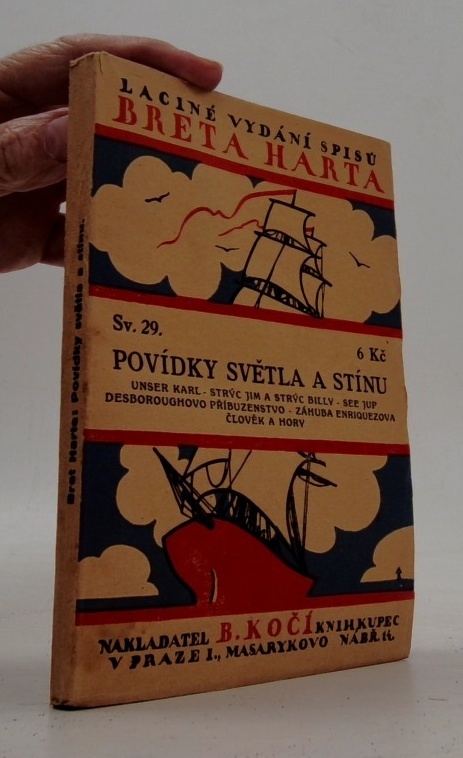 LACINÉ VYDÁNÍ SPISŮ
BRETA HARTA
Sv. 29.
6 Kč
POVÍDKY SVĚTLA A STÍNU
UNSER KARL - STRÝC JIM A STRÝC BILLY - SEE JUP
DESBOROUGHOVO PŘÍBUZENSTVO - ZÁHUBA ENRIQUEZOVA
ČLOVĚK A HORY
NAKLADATEL B. KOČÍ KNIHKUPEC
V PRAZE I., MASARYKOVO NÁBŘ. 14.
Bret Harte: Povídky světla a stínu.